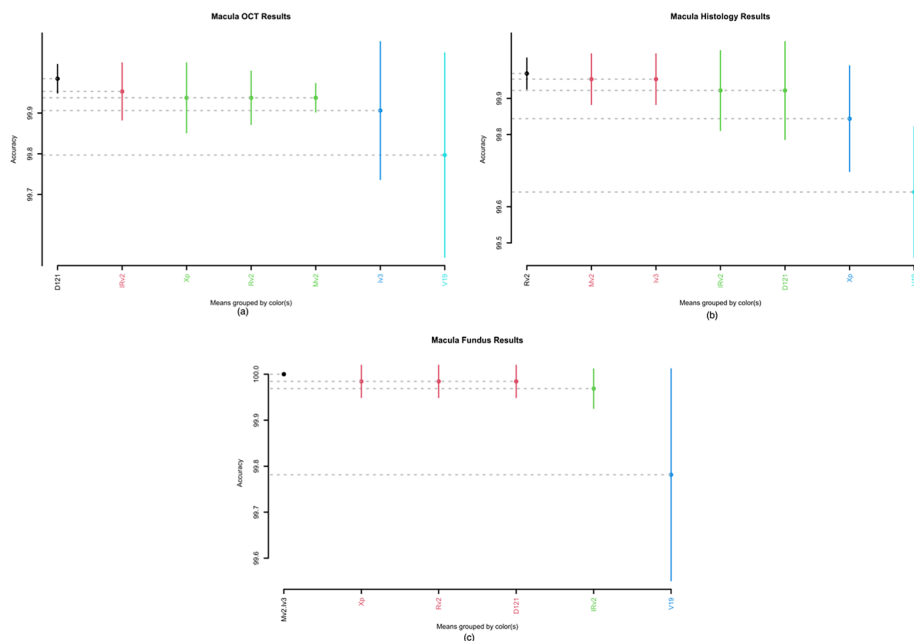 Macula OCT Results
Accuracy
99.9
99.8
99.7
D121
IRv2
Xp
Rv2
Mv2
Iv3
V19
Means grouped by color(s)
(a)
Macula Histology Results
Accuracy
99.9
99.8
99.6
99.5
Rv2
Mv2
Iv3
IRv2
D121
Xp
V19
Means grouped by color(s)
(b)
Macula Fundus Results
Accuracy
100.0
99.9
99.8
99.7
99.6
Mv2.Iv3
Xp
Rv2
D121
IRv2
V19
Means grouped by color(s)
(c)